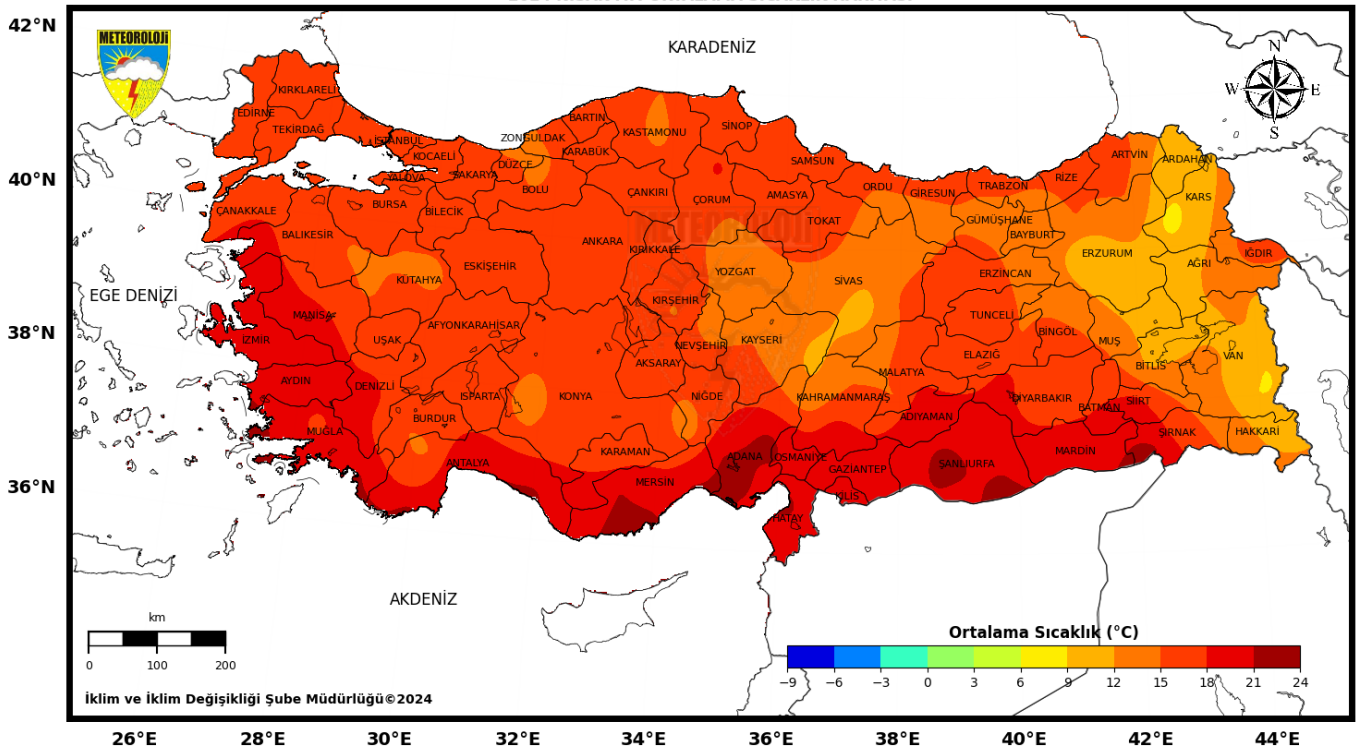 42°N
40°N
38°N
36°N
METEOROLOJİ
KARADENİZ
N
W
E
S
KIRKLARELİ
EDİRNE
TEKİRDAĞ
İSTANBUL
KOCAELİ
YALOVA
SAKARYA
DÜZCE
ZONGULDAK
BARTIN
KARABÜK
KASTAMONU
SİNOP
SAMSUN
ORDU
GİRESUN
TRABZON
RİZE
ARTVİN
ARDAHAN
KARS
ÇANAKKALE
BURSA
BİLECİK
BOLU
ÇANKIRI
ÇORUM
AMASYA
TOKAT
GÜMÜŞHANE
BAYBURT
BALIKESİR
ANKARA
KIRIKKALE
METEOROLOJİ
ERZURUM
AĞRI
IĞDIR
KÜTAHYA
ESKİŞEHİR
YOZGAT
SİVAS
ERZİNCAN
EGE DENİZİ
MANİSA
İZMİR
UŞAK
AFYONKARAHİSAR
KIRŞEHİR
NEVŞEHİR
KAYSERİ
TUNCELİ
BİNGÖL
MUŞ
VAN
BİTLİS
ELAZIĞ
MALATYA
AKSARAY
AYDIN
DENİZLİ
ISPARTA
BURDUR
KONYA
NİĞDE
KAHRAMANMARAŞ
ADIYAMAN
DİYARBAKIR
BATMAN
SİİRT
ŞIRNAK
HAKKARİ
MUĞLA
ANTALYA
KARAMAN
MERSİN
ADANA
OSMANİYE
GAZİANTEP
KİLİS
HATAY
ŞANLIURFA
MARDİN
AKDENİZ
km
0 100 200
Ortalama Sıcaklık (°C)
−9 −6 −3 0 3 6 9 12 15 18 21 24
İklim ve İklim Değişikliği Şube Müdürlüğü©2024
26°E 28°E 30°E 32°E 34°E 36°E 38°E 40°E 42°E 44°E